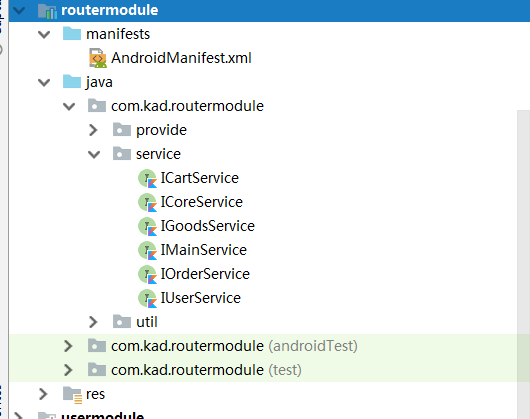 routermodule
manifests
AndroidManifest.xml
java
com.kad.routermodule
provide
service
ICartService
ICoreService
IGoodsService
IMainService
IOrderService
IUserService
util
com.kad.routermodule (androidTest)
com.kad.routermodule (test)
res
usermodule